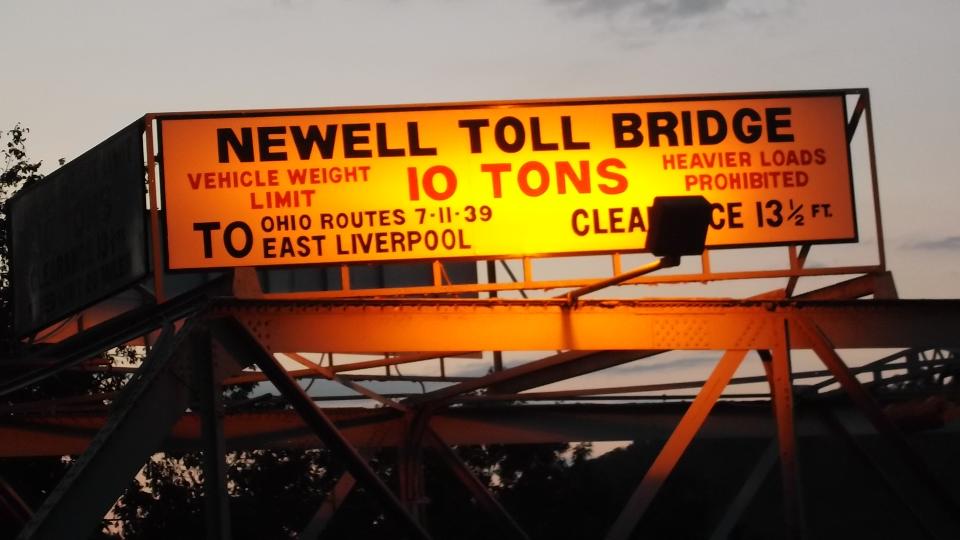 NEWELL TOLL BRIDGE
VEHICLE WEIGHT LIMIT
10 TONS
HEAVIER LOADS PROHIBITED
TO
OHIO ROUTES 7-11-39
EAST LIVERPOOL
13½ FT.